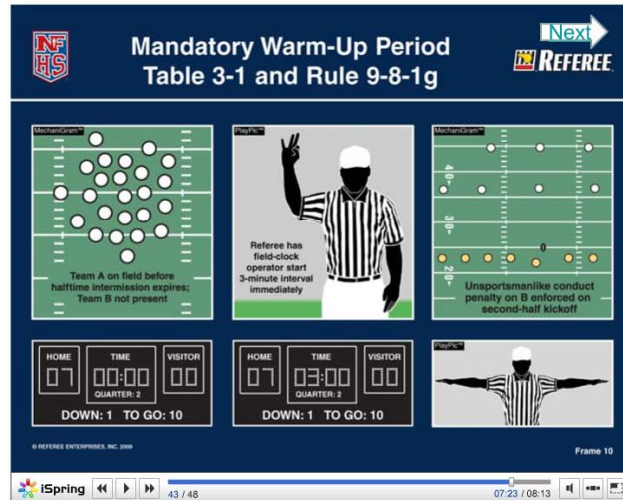 NF
HS
Mandatory Warm-Up Period
Table 3-1 and Rule 9-8-1g
Next
REFEREE
MechaniGram™
Team A on field before
halftime intermission expires;
Team B not present
PlayPic™
Referee has
field-clock
operator start
3-minute interval
immediately
MechaniGram™
40
30
20
Unsportsmanlike conduct
penalty on B enforced on
second-half kickoff
HOME TIME VISITOR
07 00:00 00
QUARTER: 2
DOWN: 1 TO GO: 10
HOME TIME VISITOR
07 03:00 00
QUARTER: 2
DOWN: 1 TO GO: 10
PlayPic™
© REFEREE ENTERPRISES, INC. 2009
Frame 10
iSpring
43 / 48
07:23 / 08:13